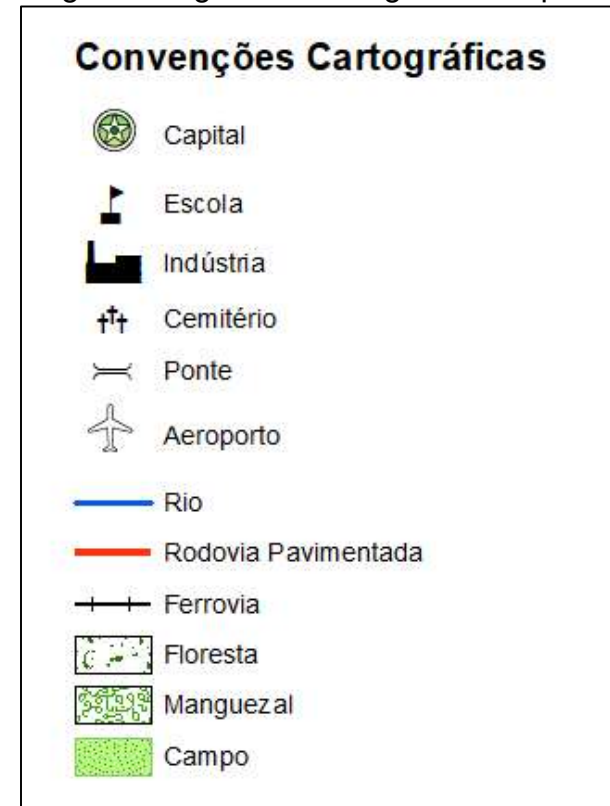 Convenções Cartográficas
Capital
Escola
Indústria
Cemitério
Ponte
Aeroporto
Rio
Rodovia Pavimentada
Ferrovia
Floresta
Manguezal
Campo